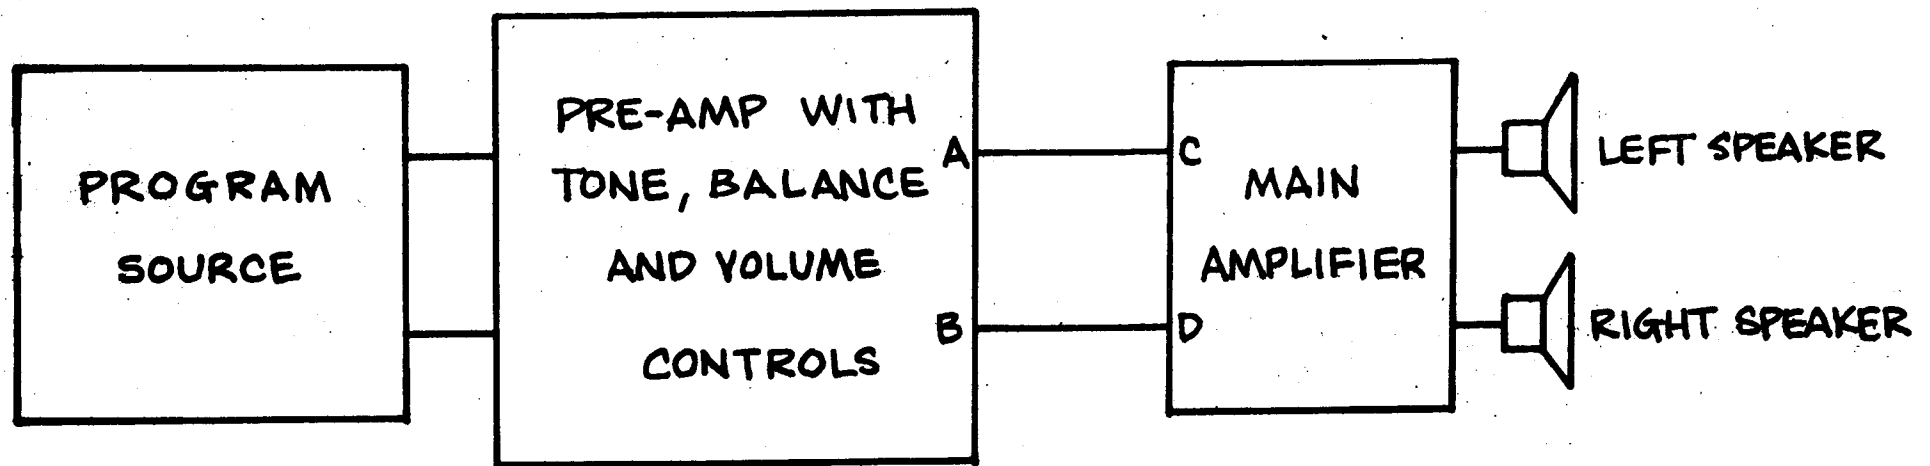 PROGRAM
SOURCE
PRE-AMP WITH
TONE, BALANCE
AND VOLUME
CONTROLS
A
B
C
D
MAIN
AMPLIFIER
LEFT SPEAKER
RIGHT SPEAKER